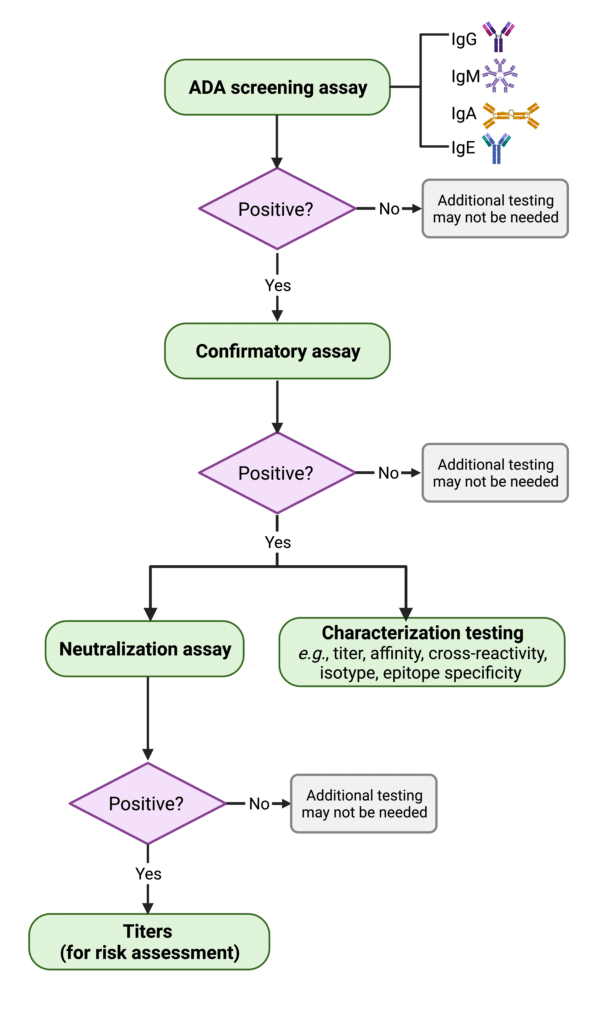 ADA screening assay
IgG
IgM
IgA
IgE
Positive?
No
Additional testing
may not be needed
Yes
Confirmatory assay
Positive?
No
Additional testing
may not be needed
Yes
Neutralization assay
Characterization testing
e.g., titer, affinity, cross-reactivity,
isotype, epitope specificity
Positive?
No
Additional testing
may not be needed
Yes
Titers
(for risk assessment)